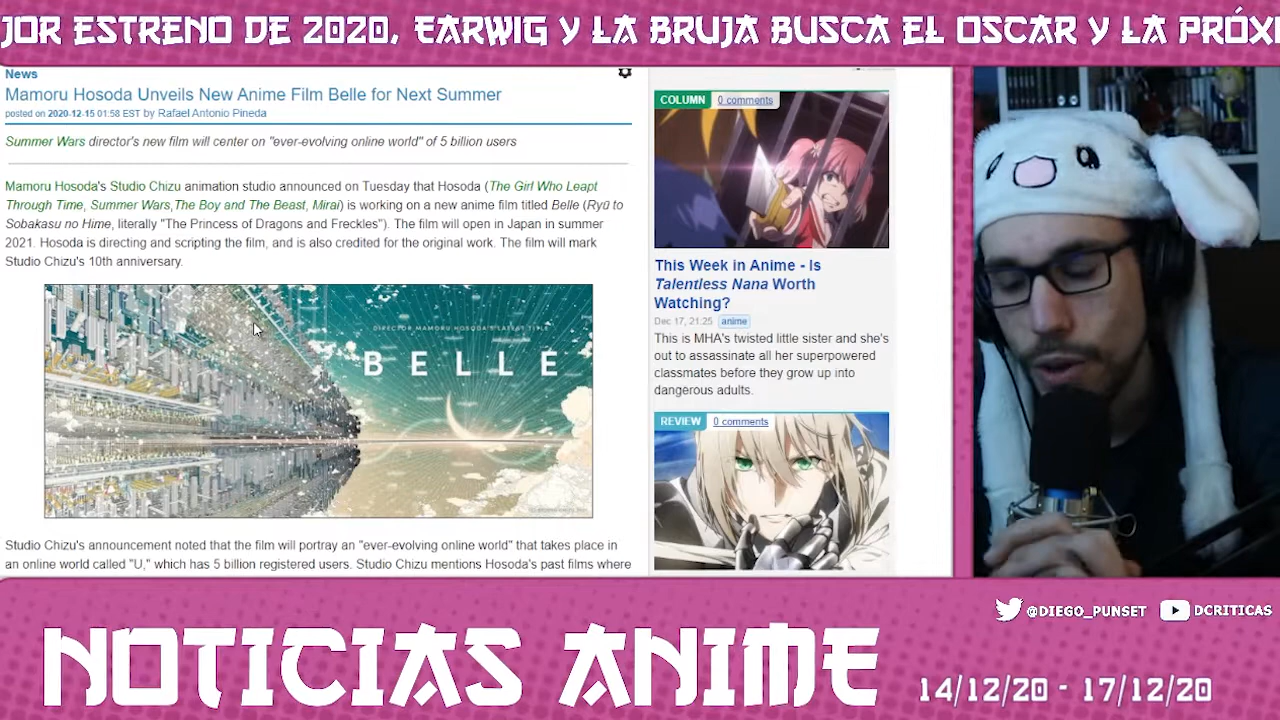 JOR ESTRENO DE 2020, EARWIG Y LA BRUJA BUSCA EL OSCAR Y LA PRÓXI
News
Mamoru Hosoda Unveils New Anime Film Belle for Next Summer
posted on 2020-12-15 01:58 EST by Rafael Antonio Pineda
Summer Wars director's new film will center on "ever-evolving online world" of 5 billion users
Mamoru Hosoda's Studio Chizu animation studio announced on Tuesday that Hosoda (The Girl Who Leapt
Through Time, Summer Wars,The Boy and The Beast, Mirai) is working on a new anime film titled Belle (Ryū to
Sobakasu no Hime, literally "The Princess of Dragons and Freckles"). The film will open in Japan in summer
2021. Hosoda is directing and scripting the film, and is also credited for the original work. The film will mark
Studio Chizu's 10th anniversary.
DIRECTOR MAMORU HOSODA'S LATEST TITLE
BELLE
Studio Chizu's announcement noted that the film will portray an "ever-evolving online world" that takes place in
an online world called "U," which has 5 billion registered users. Studio Chizu mentions Hosoda's past films where
COLUMN 0 comments
This Week in Anime - Is
Talentless Nana Worth
Watching?
Dec 17, 21:25 anime
This is MHA's twisted little sister and she's
out to assassinate all her superpowered
classmates before they grow up into
dangerous adults.
REVIEW 0 comments
@DIEGO_PUNSET DCRITICAS
NOTICIAS ANIME
14/12/20 - 17/12/20